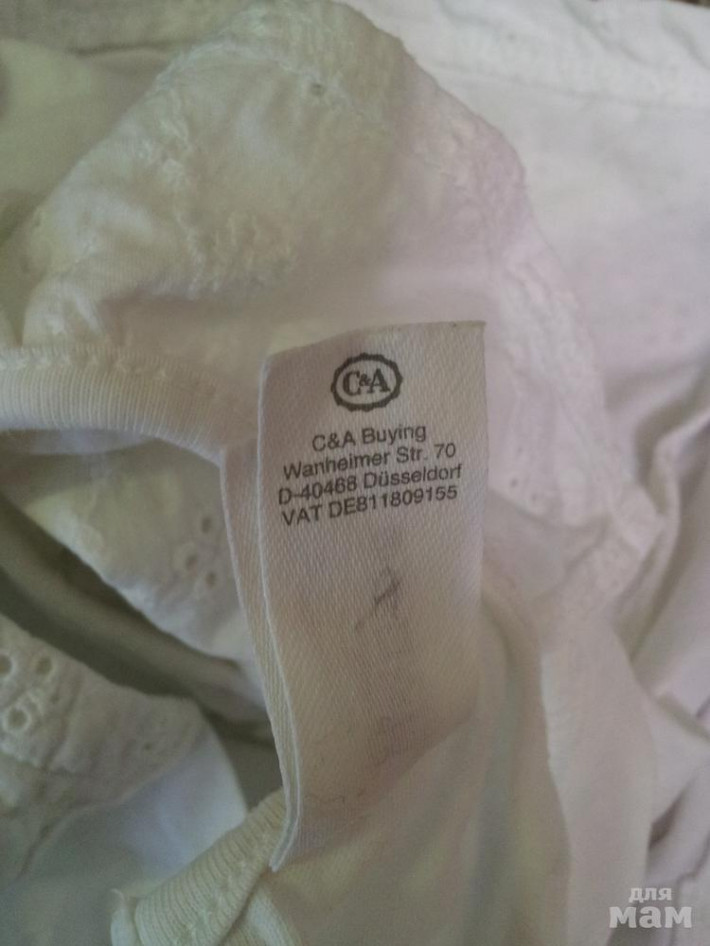 C&A
C&A Buying
Wanheimer Str. 70
D-40468 Düsseldorf
VAT DE811809155
для
мам